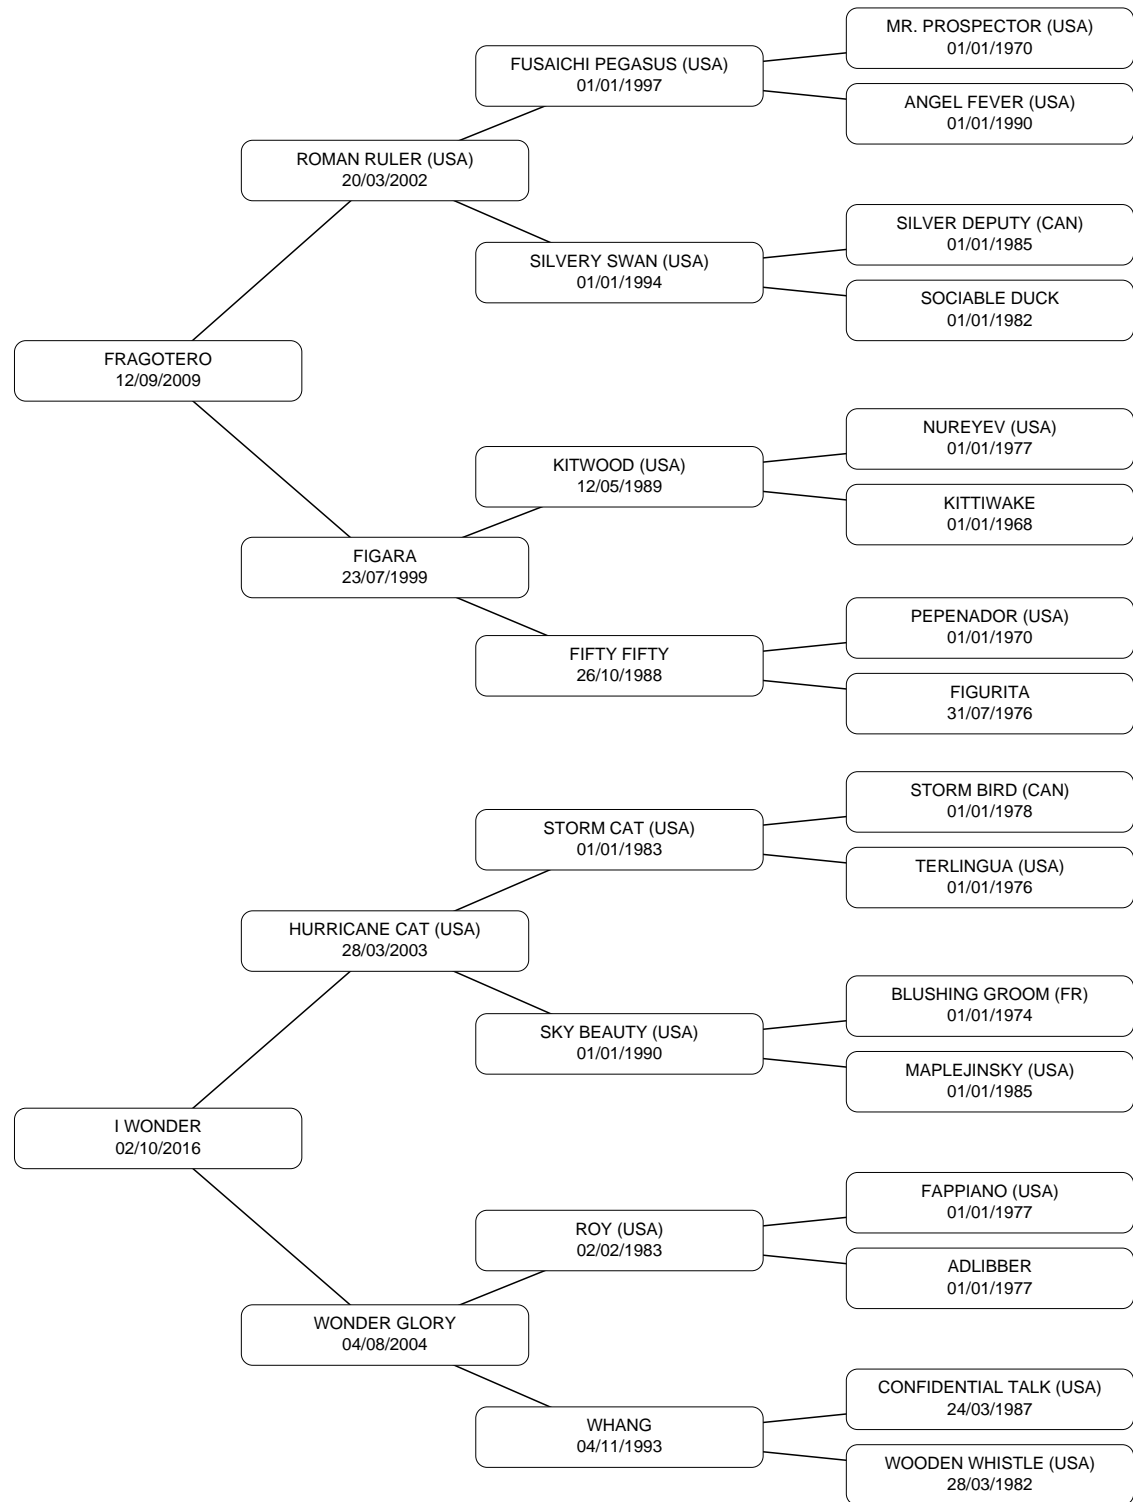 MR. PROSPECTOR (USA)
01/01/1970
FUSAICHI PEGASUS (USA)
01/01/1997
ANGEL FEVER (USA)
01/01/1990
ROMAN RULER (USA)
20/03/2002
SILVER DEPUTY (CAN)
01/01/1985
SILVERY SWAN (USA)
01/01/1994
SOCIABLE DUCK
01/01/1982
FRAGOTERO
12/09/2009
NUREYEV (USA)
01/01/1977
KITWOOD (USA)
12/05/1989
KITTIWAKE
01/01/1968
FIGARA
23/07/1999
PEPENADOR (USA)
01/01/1970
FIFTY FIFTY
26/10/1988
FIGURITA
31/07/1976
STORM BIRD (CAN)
01/01/1978
STORM CAT (USA)
01/01/1983
TERLINGUA (USA)
01/01/1976
HURRICANE CAT (USA)
28/03/2003
BLUSHING GROOM (FR)
01/01/1974
SKY BEAUTY (USA)
01/01/1990
MAPLEJINSKY (USA)
01/01/1985
I WONDER
02/10/2016
FAPPIANO (USA)
01/01/1977
ROY (USA)
02/02/1983
ADLIBBER
01/01/1977
WONDER GLORY
04/08/2004
CONFIDENTIAL TALK (USA)
24/03/1987
WHANG
04/11/1993
WOODEN WHISTLE (USA)
28/03/1982